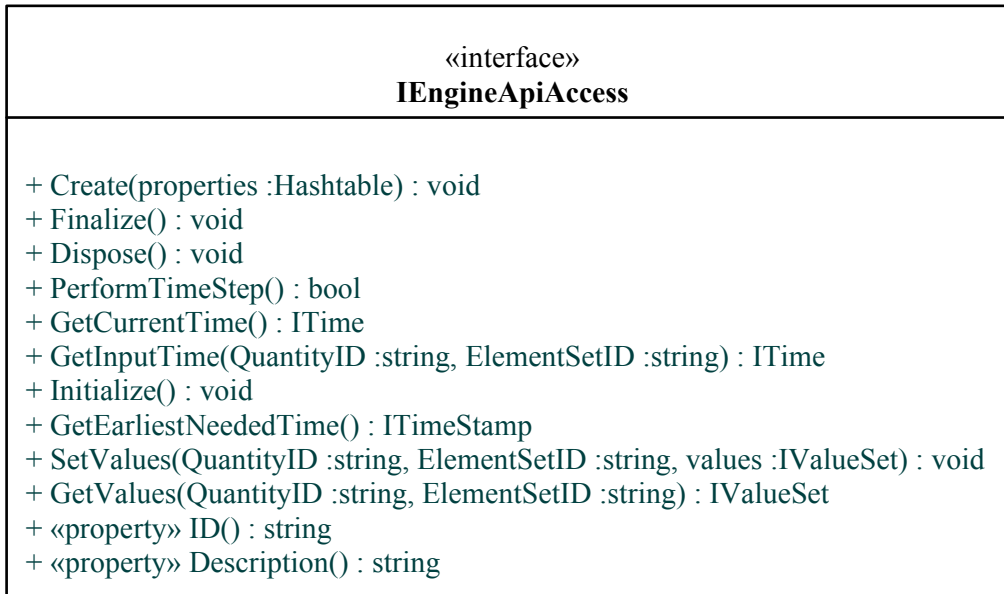 «interface»
IEngineApiAccess
+ Create(properties :Hashtable) : void
+ Finalize() : void
+ Dispose() : void
+ PerformTimeStep() : bool
+ GetCurrentTime() : ITime
+ GetInputTime(QuantityID :string, ElementSetID :string) : ITime
+ Initialize() : void
+ GetEarliestNeededTime() : ITimeStamp
+ SetValues(QuantityID :string, ElementSetID :string, values :IValueSet) : void
+ GetValues(QuantityID :string, ElementSetID :string) : IValueSet
+ «property» ID() : string
+ «property» Description() : string